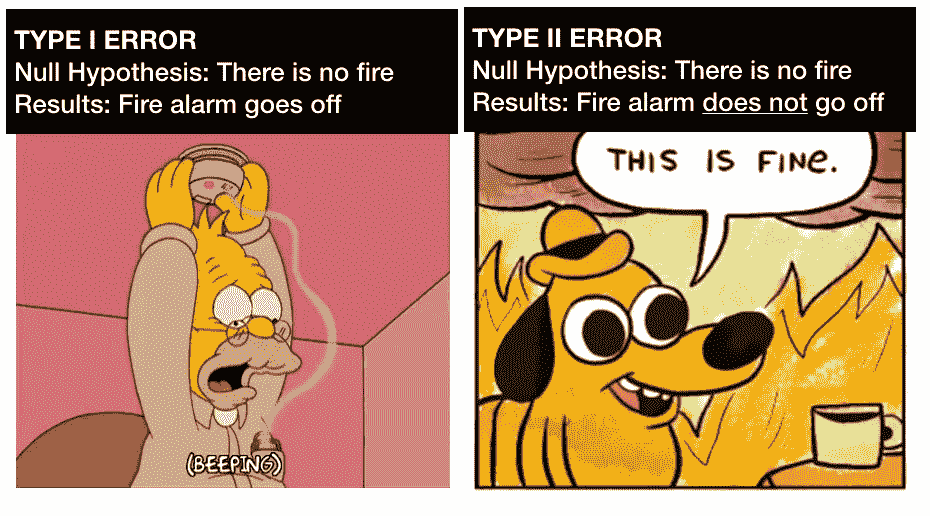 TYPE I ERROR
Null Hypothesis: There is no fire
Results: Fire alarm goes off
(BEEPING)
TYPE II ERROR
Null Hypothesis: There is no fire
Results: Fire alarm does not go off
THIS IS FINE.